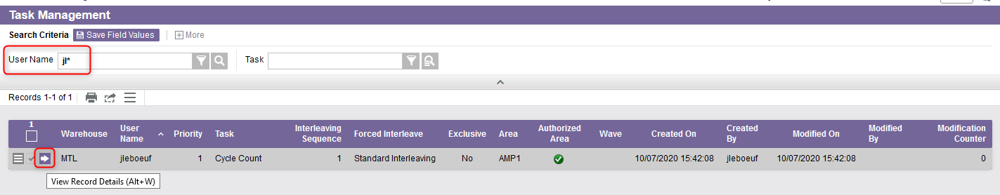 Task Management
Search Criteria Save Field Values More
User Name jl* Task
Records 1-1 of 1
1
Warehouse User Name Priority Task Interleaving Sequence Forced Interleave Exclusive Area Authorized Area Wave Created On Created By Modified On Modified By Modification Counter
MTL jleboeuf 1 Cycle Count 1 Standard Interleaving No AMP1 10/07/2020 15:42:08 jleboeuf 10/07/2020 15:42:08 0
View Record Details (Alt+W)